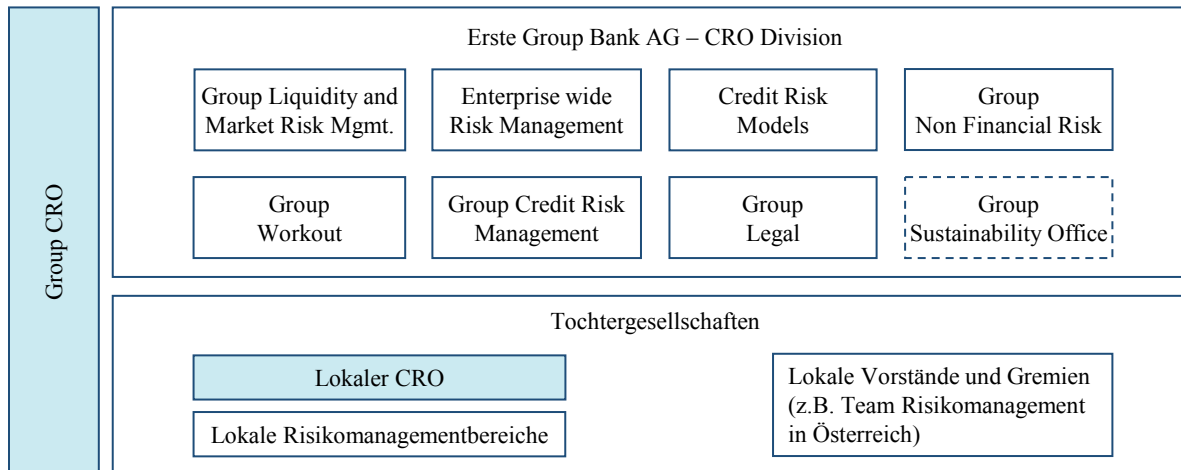 Group CRO
Erste Group Bank AG – CRO Division
Group Liquidity and
Market Risk Mgmt.
Enterprise wide
Risk Management
Credit Risk
Models
Group
Non Financial Risk
Group
Workout
Group Credit Risk
Management
Group
Legal
Group
Sustainability Office
Tochtergesellschaften
Lokaler CRO
Lokale Risikomanagementbereiche
Lokale Vorstände und Gremien
(z.B. Team Risikomanagement
in Österreich)